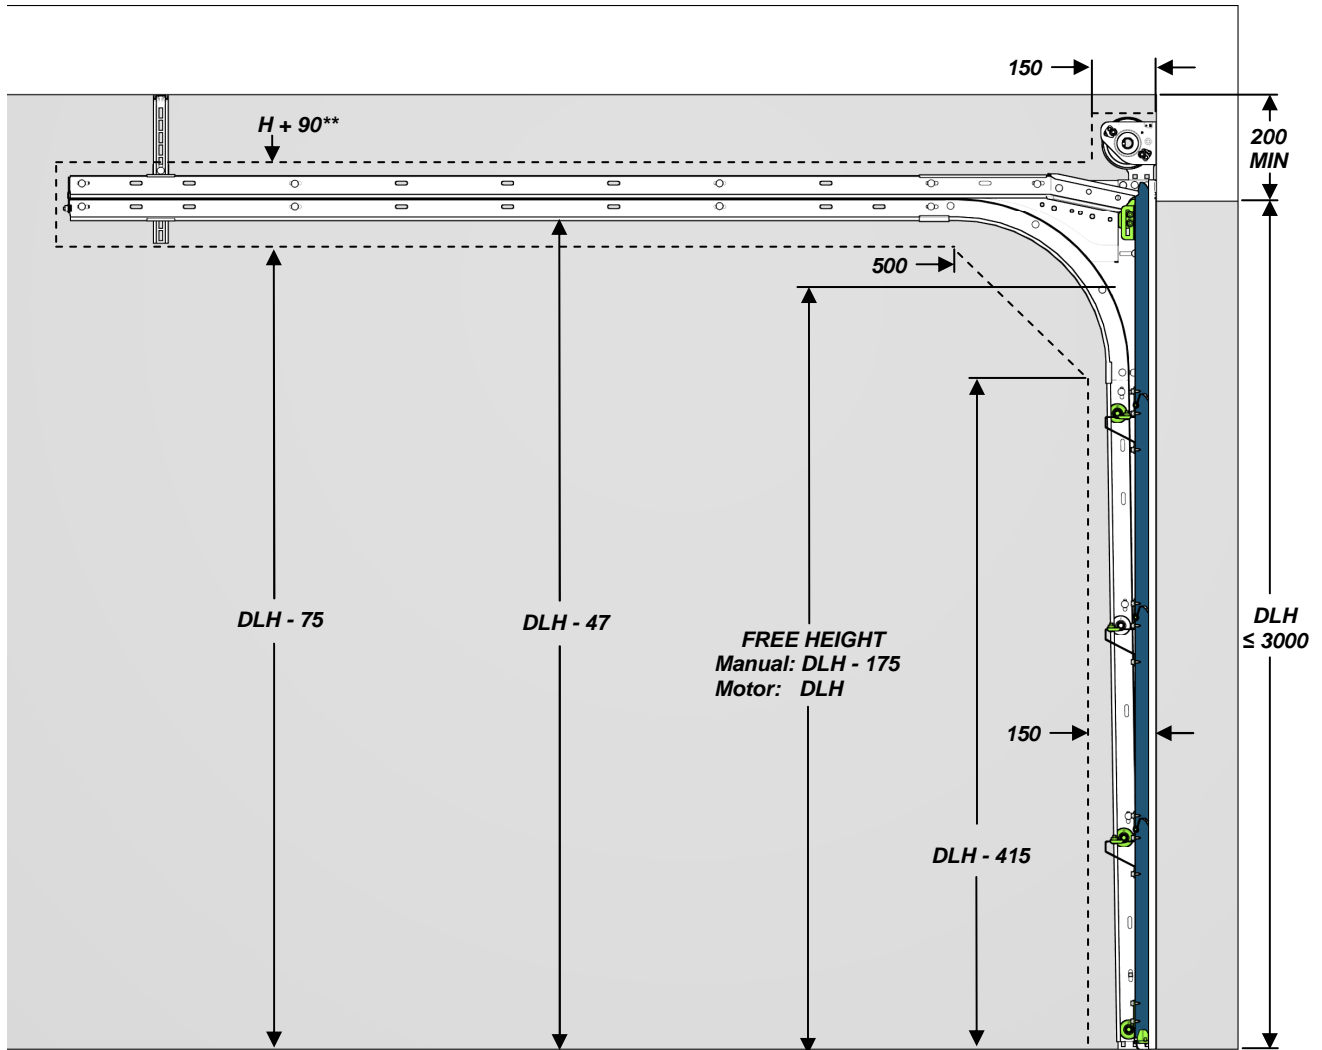 150
H + 90**
200
MIN
500
DLH - 75
DLH - 47
FREE HEIGHT
Manual: DLH - 175
Motor: DLH
DLH
≤ 3000
150
DLH - 415